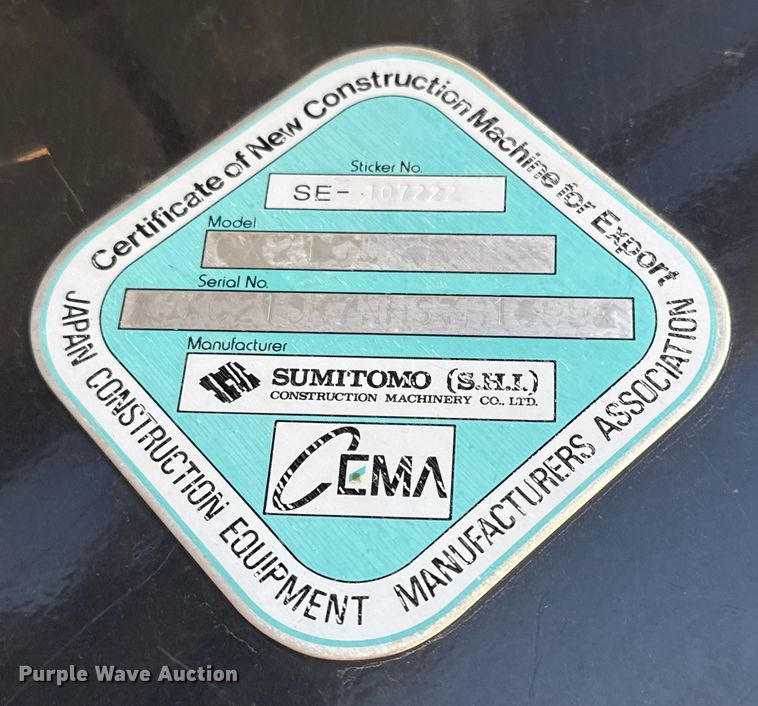 Certificate of New Construction Machine for Export
Sticker No.
SE-107222
Model
Serial No.
Manufacturer
SUMITOMO (S.H.I.)
CONSTRUCTION MACHINERY CO., LTD.
CEMA
JAPAN CONSTRUCTION EQUIPMENT MANUFACTURERS ASSOCIATION
Purple Wave Auction